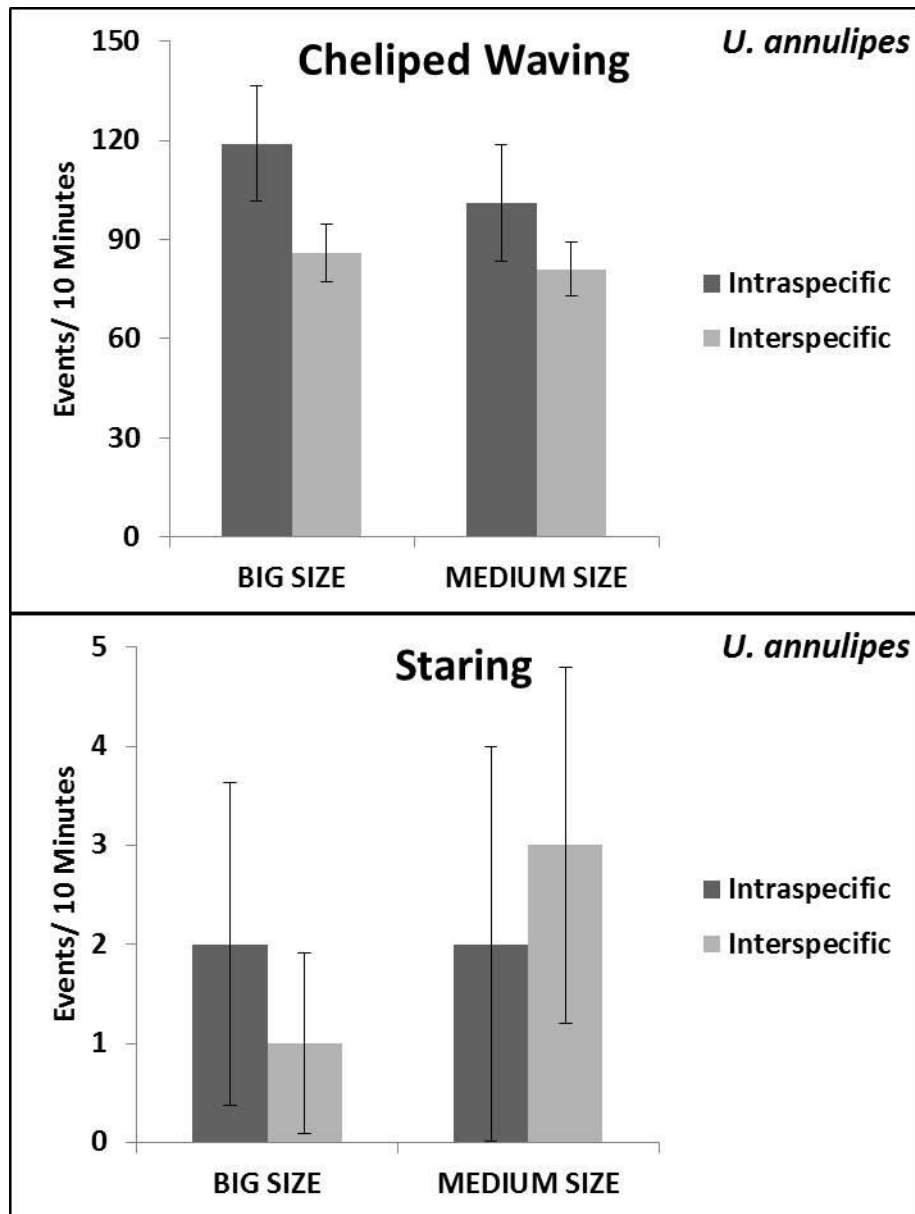 Cheliped Waving
U. annulipes
Events/ 10 Minutes
150
120
90
60
30
0
BIG SIZE
MEDIUM SIZE
Intraspecific
Interspecific
Staring
U. annulipes
Events/ 10 Minutes
5
4
3
2
1
0
BIG SIZE
MEDIUM SIZE
Intraspecific
Interspecific